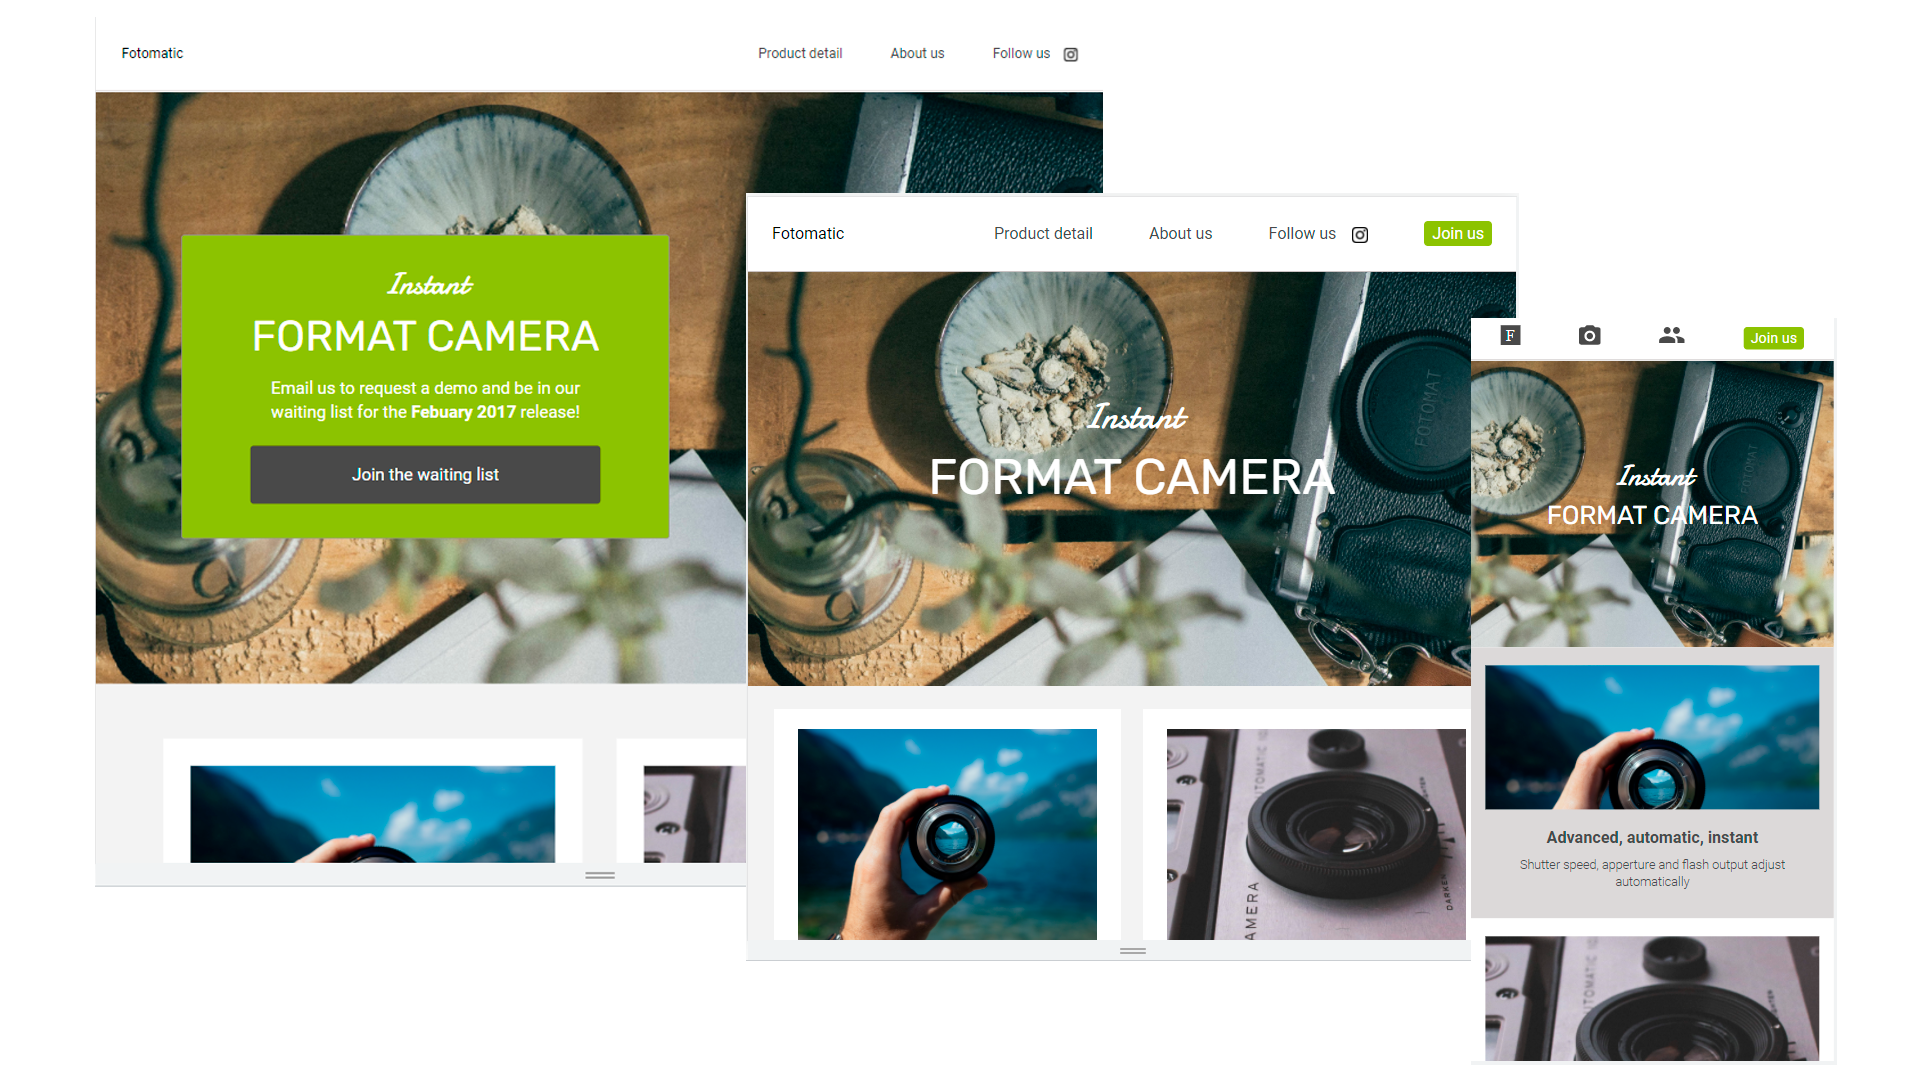 Fotomatic
Product detail
About us
Follow us
Instant
FORMAT CAMERA
Email us to request a demo and be in our
waiting list for the Febuary 2017 release!
Join the waiting list
Fotomatic
Product detail
About us
Follow us
Join us
Instant
FORMAT CAMERA
FOTOMAT
AMERA
DARKER
F
Join us
Instant
FORMAT CAMERA
FOTOMAT
Advanced, automatic, instant
Shutter speed, apperture and flash output adjust
automatically